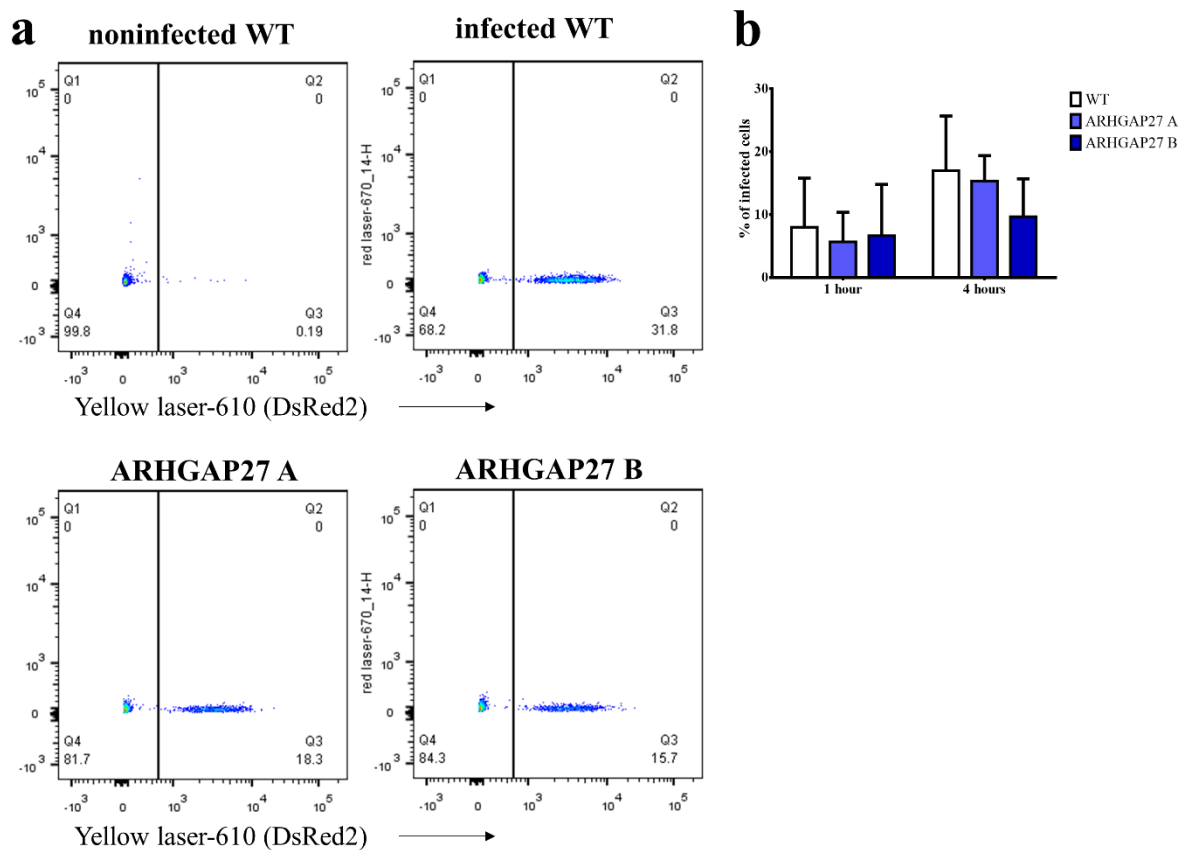 a
noninfected WT
infected WT
Q1
0
Q2
0
10^5
10^4
10^3
0
-10^3
Q4
99.8
Q3
0.19
-10^3 0 10^3 10^4 10^5
Q1
0
Q2
0
red laser-670_14-H
10^5
10^4
10^3
0
-10^3
Q4
68.2
Q3
31.8
-10^3 0 10^3 10^4 10^5
Yellow laser-610 (DsRed2)
ARHGAP27 A
ARHGAP27 B
Q1
0
Q2
0
10^5
10^4
10^3
0
-10^3
Q4
81.7
Q3
18.3
-10^3 0 10^3 10^4 10^5
Q1
0
Q2
0
red laser-670_14-H
10^5
10^4
10^3
0
-10^3
Q4
84.3
Q3
15.7
-10^3 0 10^3 10^4 10^5
Yellow laser-610 (DsRed2)
b
% of infected cells
30
20
10
0
1 hour
4 hours
WT
ARHGAP27 A
ARHGAP27 B